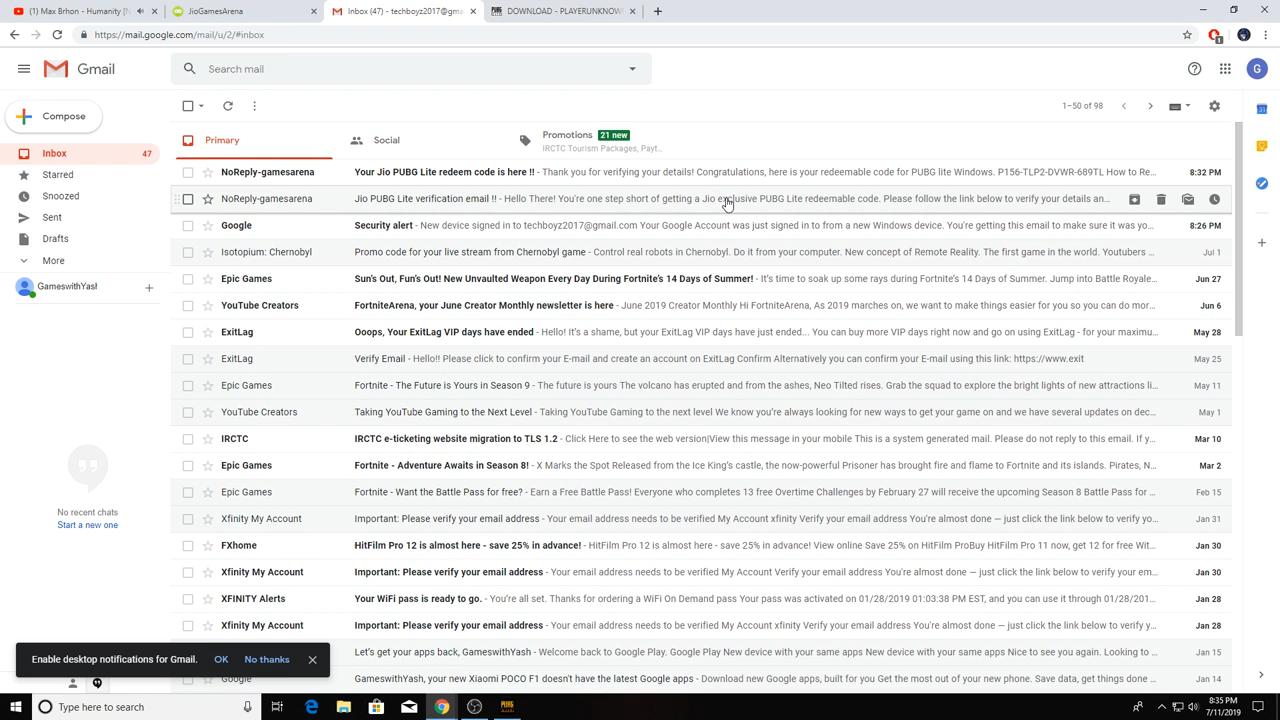 (1) Max Brhon - Humanity [N
JioGamesArena
Inbox (47) - techboyz2017@gma
DOWNLOAD - PLAYERUNKNOW
https://mail.google.com/mail/u/2/#inbox
1
Gmail
Search mail
G
Compose
1–50 of 98
Inbox 47
Starred
Snoozed
Sent
Drafts
More
GameswithYash
No recent chats
Start a new one
Primary
Social
Promotions 21 new
IRCTC Tourism Packages, Payt...
NoReply-gamesarena Your Jio PUBG Lite redeem code is here !! - Thank you for verifying your details! Congratulations, here is your redeemable code for PUBG lite Windows. P156-TLP2-DVWR-689TL How to Re... 8:32 PM
NoReply-gamesarena Jio PUBG Lite verification email !! - Hello There! You're one step short of getting a Jio exclusive PUBG Lite redeemable code. Please follow the link below to verify your details an...
Google Security alert - New device signed in to techboyz2017@gmail.com Your Google Account was just signed in to from a new Windows device. You're getting this email to make sure it was yo... 8:26 PM
Isotopium: Chernobyl Promo code for your live stream from Chernobyl game - Control real robots in Chernobyl. Do it from your computer. New concept of Remote Reality. The first game in the world. Youtubers ... Jul 1
Epic Games Sun's Out, Fun's Out! New Unvaulted Weapon Every Day During Fortnite's 14 Days of Summer! - It's time to soak up some rays during Fortnite's 14 Days of Summer. Jump into Battle Royale... Jun 27
YouTube Creators FortniteArena, your June Creator Monthly newsletter is here - June 2019 Creator Monthly Hi FortniteArena, As 2019 marches on, we want to make things easier for you so you can do mor... Jun 6
ExitLag Ooops, Your ExitLag VIP days have ended - Hello! It's a shame, but your ExitLag VIP days have just ended... You can buy more VIP days right now and go on using ExitLag - for your maximu... May 28
ExitLag Verify Email - Hello!! Please click to confirm your E-mail and create an account on ExitLag Confirm Alternatively you can confirm your E-mail using this link: https://www.exit May 25
Epic Games Fortnite - The Future is Yours in Season 9 - The future is yours The volcano has erupted and from the ashes, Neo Tilted rises. Grab the squad to explore the bright lights of new attractions li... May 11
YouTube Creators Taking YouTube Gaming to the Next Level - Taking YouTube Gaming to the next level We know you're always looking for new ways to get your game on and we have several updates on dec... May 1
IRCTC IRCTC e-ticketing website migration to TLS 1.2 - Click Here to see the web version|View this message in your mobile This is a system generated mail. Please do not reply to this email. If y... Mar 10
Epic Games Fortnite - Adventure Awaits in Season 8! - X Marks the Spot Released from the Ice King's castle, the now-powerful Prisoner has brought fire and flame to Fortnite and its islands. Pirates, N... Mar 2
Epic Games Fortnite - Want the Battle Pass for free? - Earn a Free Battle Pass! Everyone who completes 13 free Overtime Challenges by February 27 will receive the upcoming Season 8 Battle Pass for ... Feb 15
Xfinity My Account Important: Please verify your email address - Your email address needs to be verified My Account xfinity Verify your email address You're almost done — just click the link below to verify yo... Jan 31
FXhome HitFilm Pro 12 is almost here - save 25% in advance! - HitFilm Pro 12 is almost here - save 25% in advance! View online Save 25% on HitFilm ProBuy HitFilm Pro 11 now, get 12 for free Wit... Jan 30
Xfinity My Account Important: Please verify your email address - Your email address needs to be verified My Account Verify your email address You're almost done — just click the link below to verify your em... Jan 30
XFINITY Alerts Your WiFi pass is ready to go. - You're all set. Thanks for ordering a WiFi On Demand pass Your pass was activated on 01/28/2019 01:03:38 PM EST, and you can use it through 01/28/201... Jan 28
Xfinity My Account Important: Please verify your email address - Your email address needs to be verified My Account xfinity Verify your email address You're almost done — just click the link below to verify y... Jan 28
Let's get your apps back, GameswithYash - Welcome back to Google Play. Google Play New device with your same apps New device with your same apps Nice to see you again. Looking to ... Jan 15
Google GameswithYash, your new Xiaomi POCO F1 doesn't have the latest Google apps - Download new Google Apps, built for you Get the most out of your new phone. Save data, get things done ... Jan 14
Enable desktop notifications for Gmail. OK No thanks
Type here to search
8:35 PM
7/11/2019